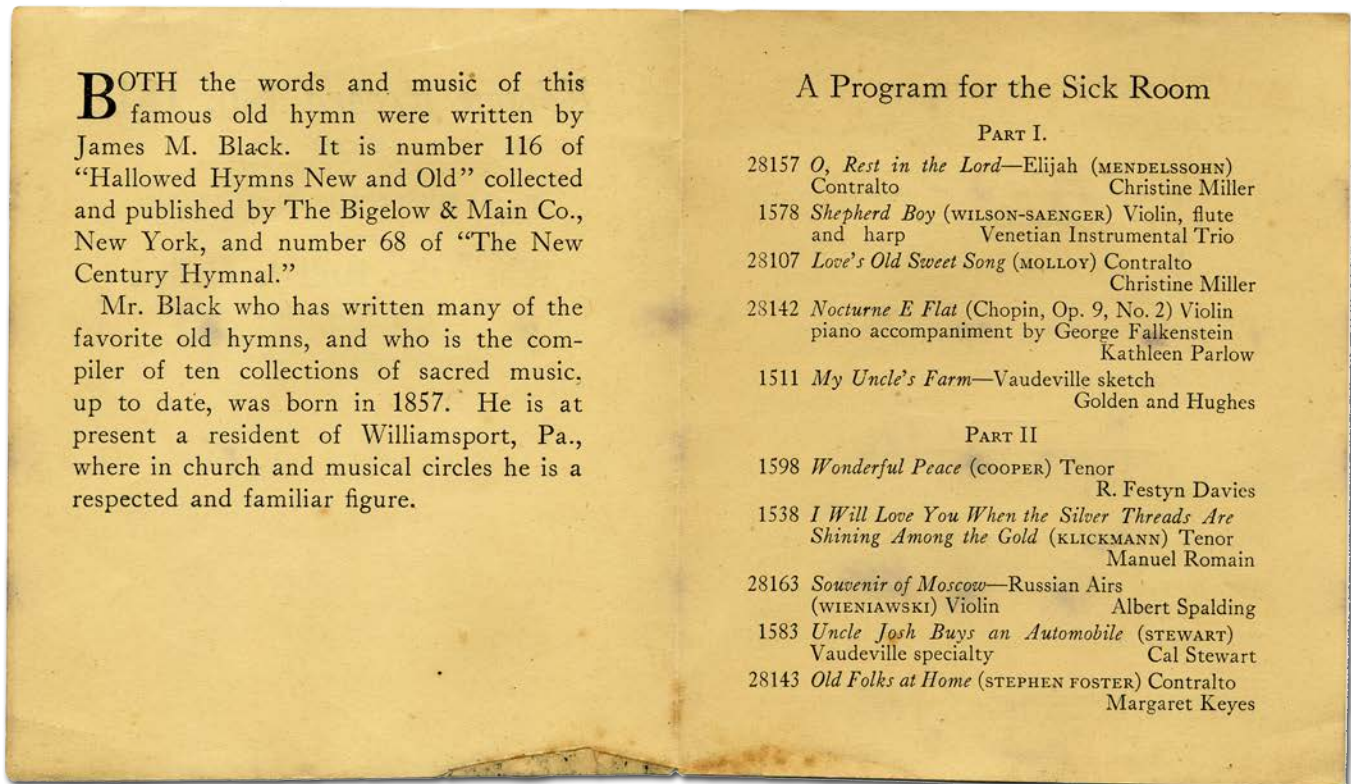 BOTH the words and music of this
famous old hymn were written by
James M. Black. It is number 116 of
“Hallowed Hymns New and Old” collected
and published by The Bigelow & Main Co.,
New York, and number 68 of “The New
Century Hymnal.”
Mr. Black who has written many of the
favorite old hymns, and who is the com-
piler of ten collections of sacred music,
up to date, was born in 1857. He is at
present a resident of Williamsport, Pa.,
where in church and musical circles he is a
respected and familiar figure.
A Program for the Sick Room
PART I.
28157 O, Rest in the Lord—Elijah (MENDELSSOHN)
Contralto Christine Miller
1578 Shepherd Boy (WILSON-SAENGER) Violin, flute
and harp Venetian Instrumental Trio
28107 Love's Old Sweet Song (MOLLOY) Contralto
Christine Miller
28142 Nocturne E Flat (Chopin, Op. 9, No. 2) Violin
piano accompaniment by George Falkenstein
Kathleen Parlow
1511 My Uncle's Farm—Vaudeville sketch
Golden and Hughes
PART II
1598 Wonderful Peace (COOPER) Tenor
R. Festyn Davies
1538 I Will Love You When the Silver Threads Are
Shining Among the Gold (KLICKMANN) Tenor
Manuel Romain
28163 Souvenir of Moscow—Russian Airs
(WIENIAWSKI) Violin Albert Spalding
1583 Uncle Josh Buys an Automobile (STEWART)
Vaudeville specialty Cal Stewart
28143 Old Folks at Home (STEPHEN FOSTER) Contralto
Margaret Keyes